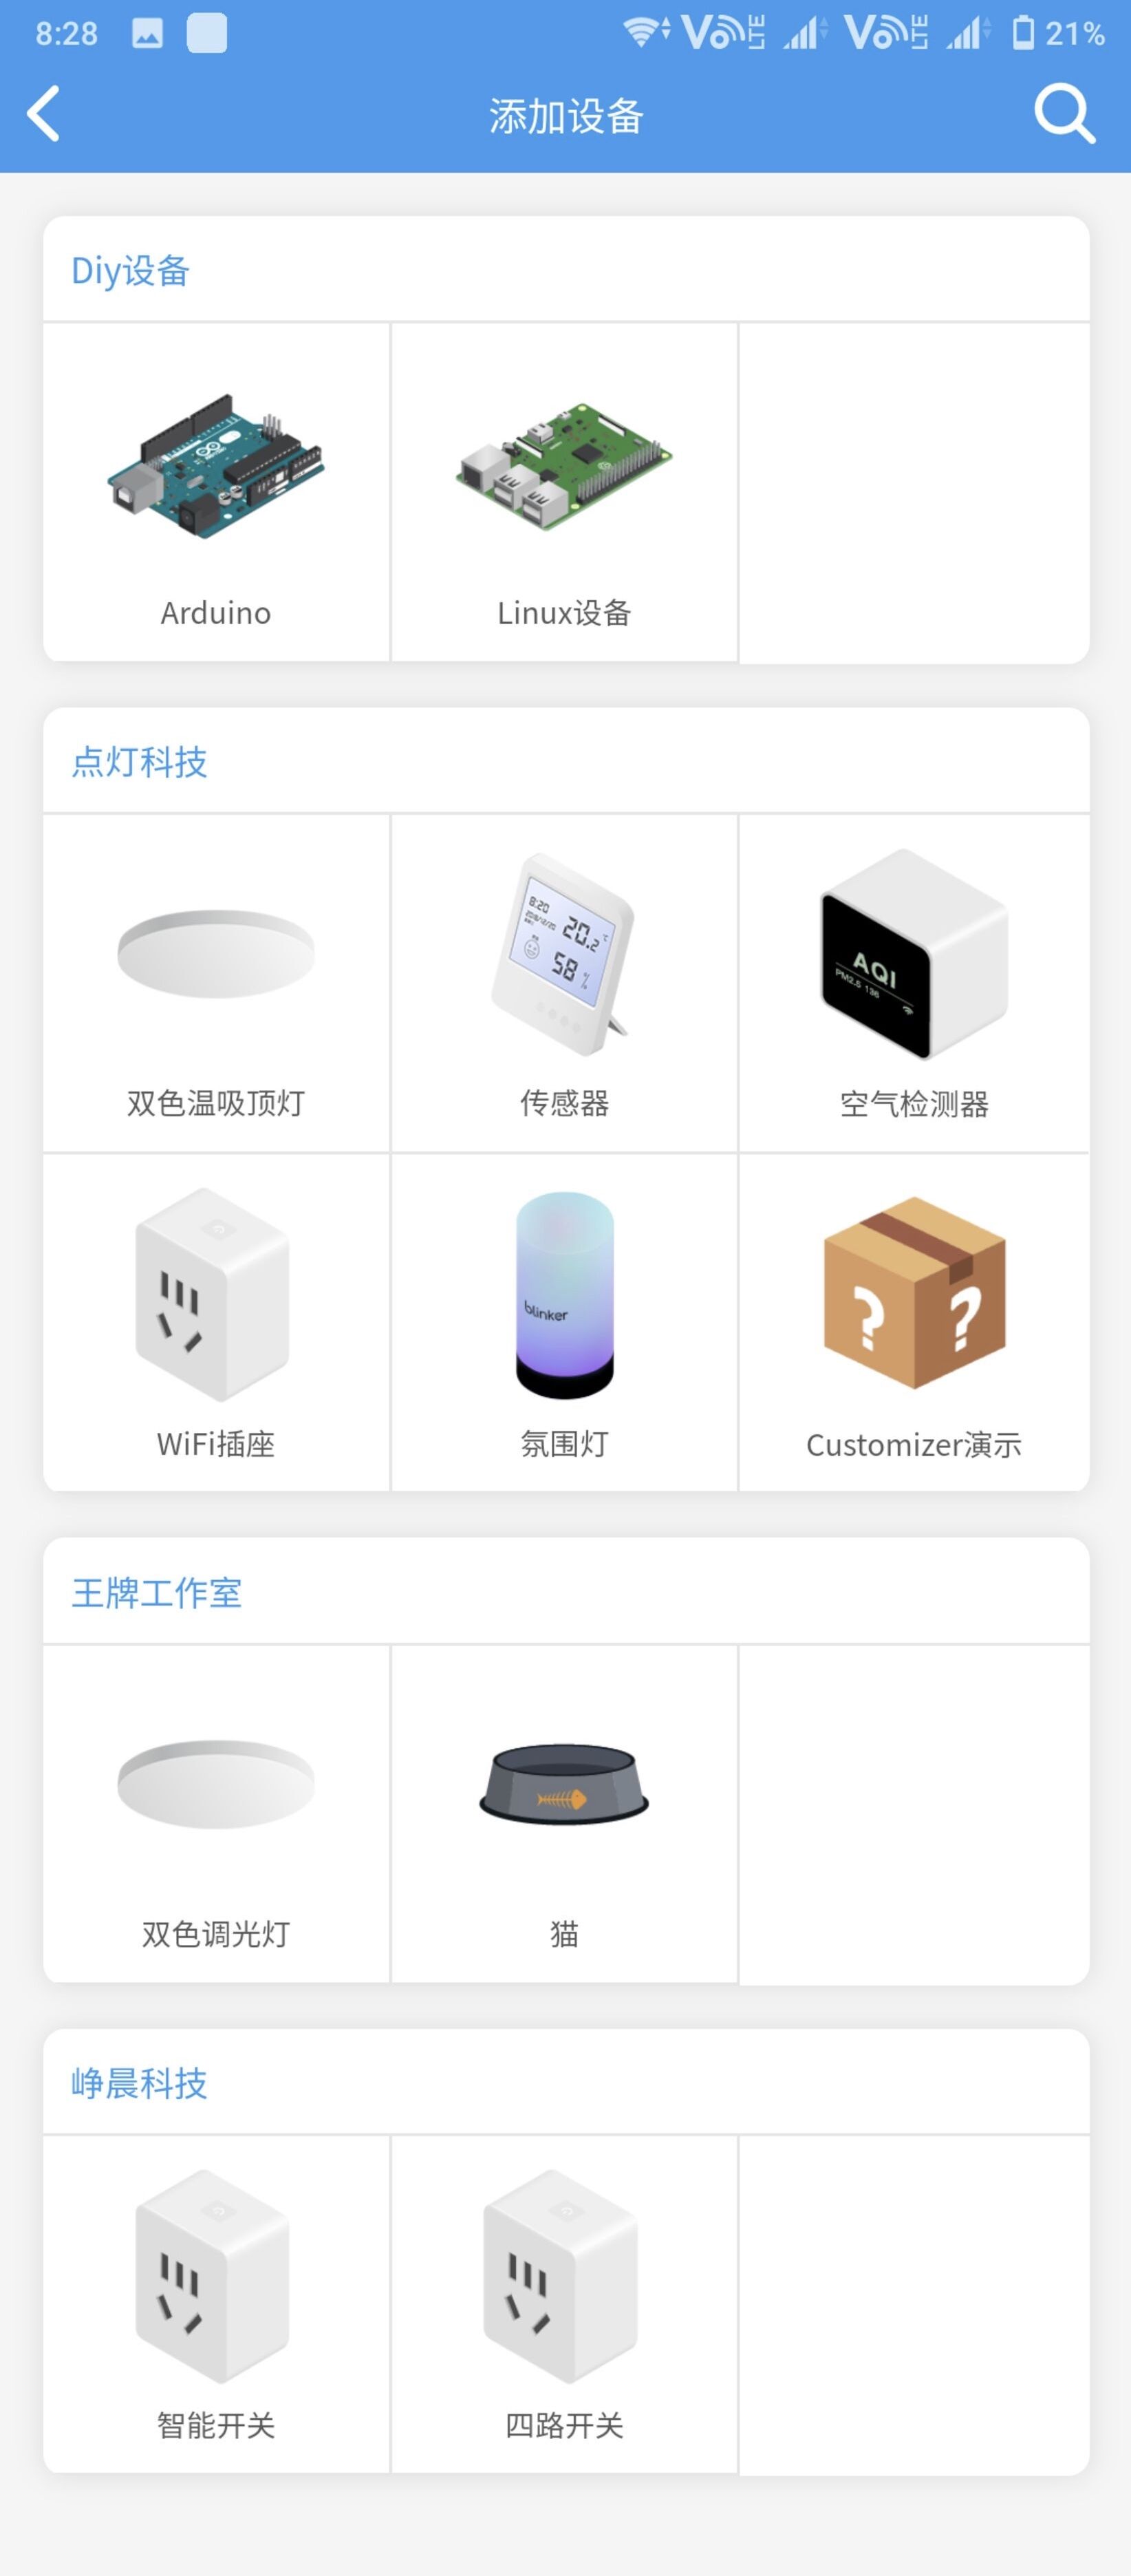 8:28 VoLTE VoLTE 21%
添加设备
Diy设备
Arduino Linux设备
点灯科技
8:20
20.2 ℃
58 %
AQI
PM2.5 136
双色温吸顶灯 传感器 空气检测器
blinker
? ?
WiFi插座 氛围灯 Customizer演示
王牌工作室
双色调光灯 猫
峥晨科技
智能开关 四路开关